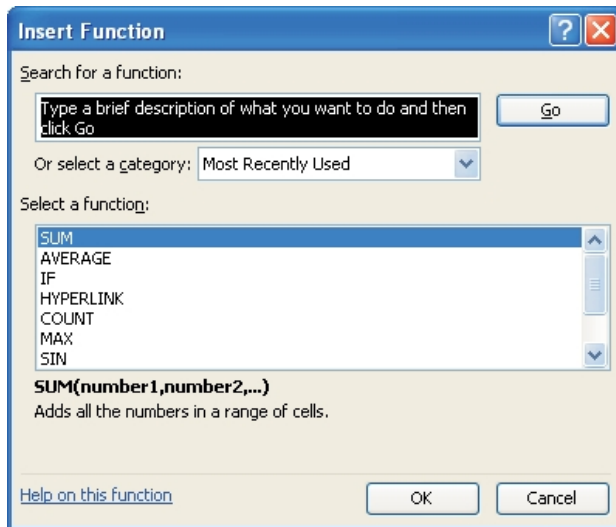 Insert Function
Search for a function:
Type a brief description of what you want to do and then
click Go
Go
Or select a category: Most Recently Used
Select a function:
SUM
AVERAGE
IF
HYPERLINK
COUNT
MAX
SIN
SUM(number1,number2,...)
Adds all the numbers in a range of cells.
Help on this function OK Cancel